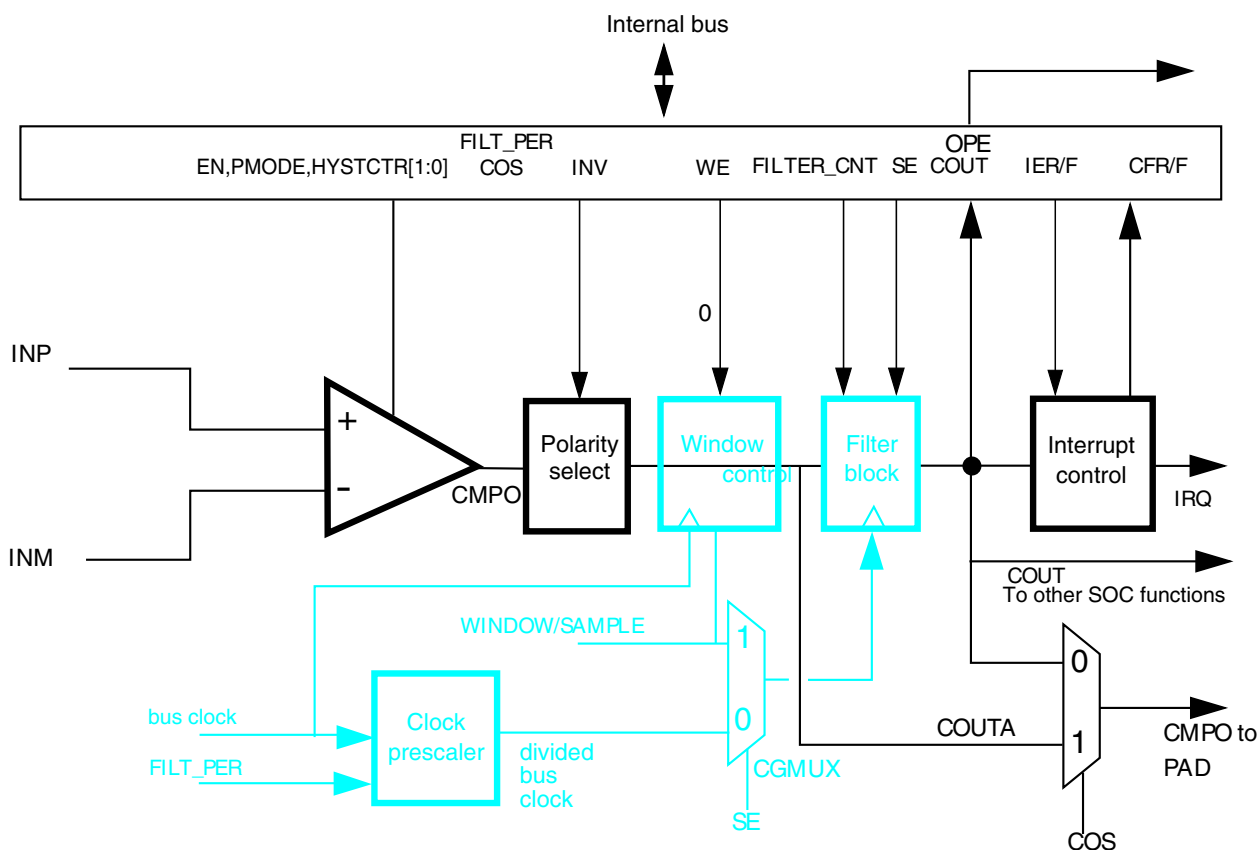 Internal bus
FILT_PER
OPE
EN,PMODE,HYSTCTR[1:0] COS INV WE FILTER_CNT SE COUT IER/F CFR/F
0
INP
INM
+
-
CMPO
Polarity
select
Window
control
Filter
block
Interrupt
control
IRQ
COUT
To other SOC functions
WINDOW/SAMPLE
1
0
bus clock
FILT_PER
Clock
prescaler
divided
bus
clock
CGMUX
SE
COUTA
0
1
CMPO to
PAD
COS